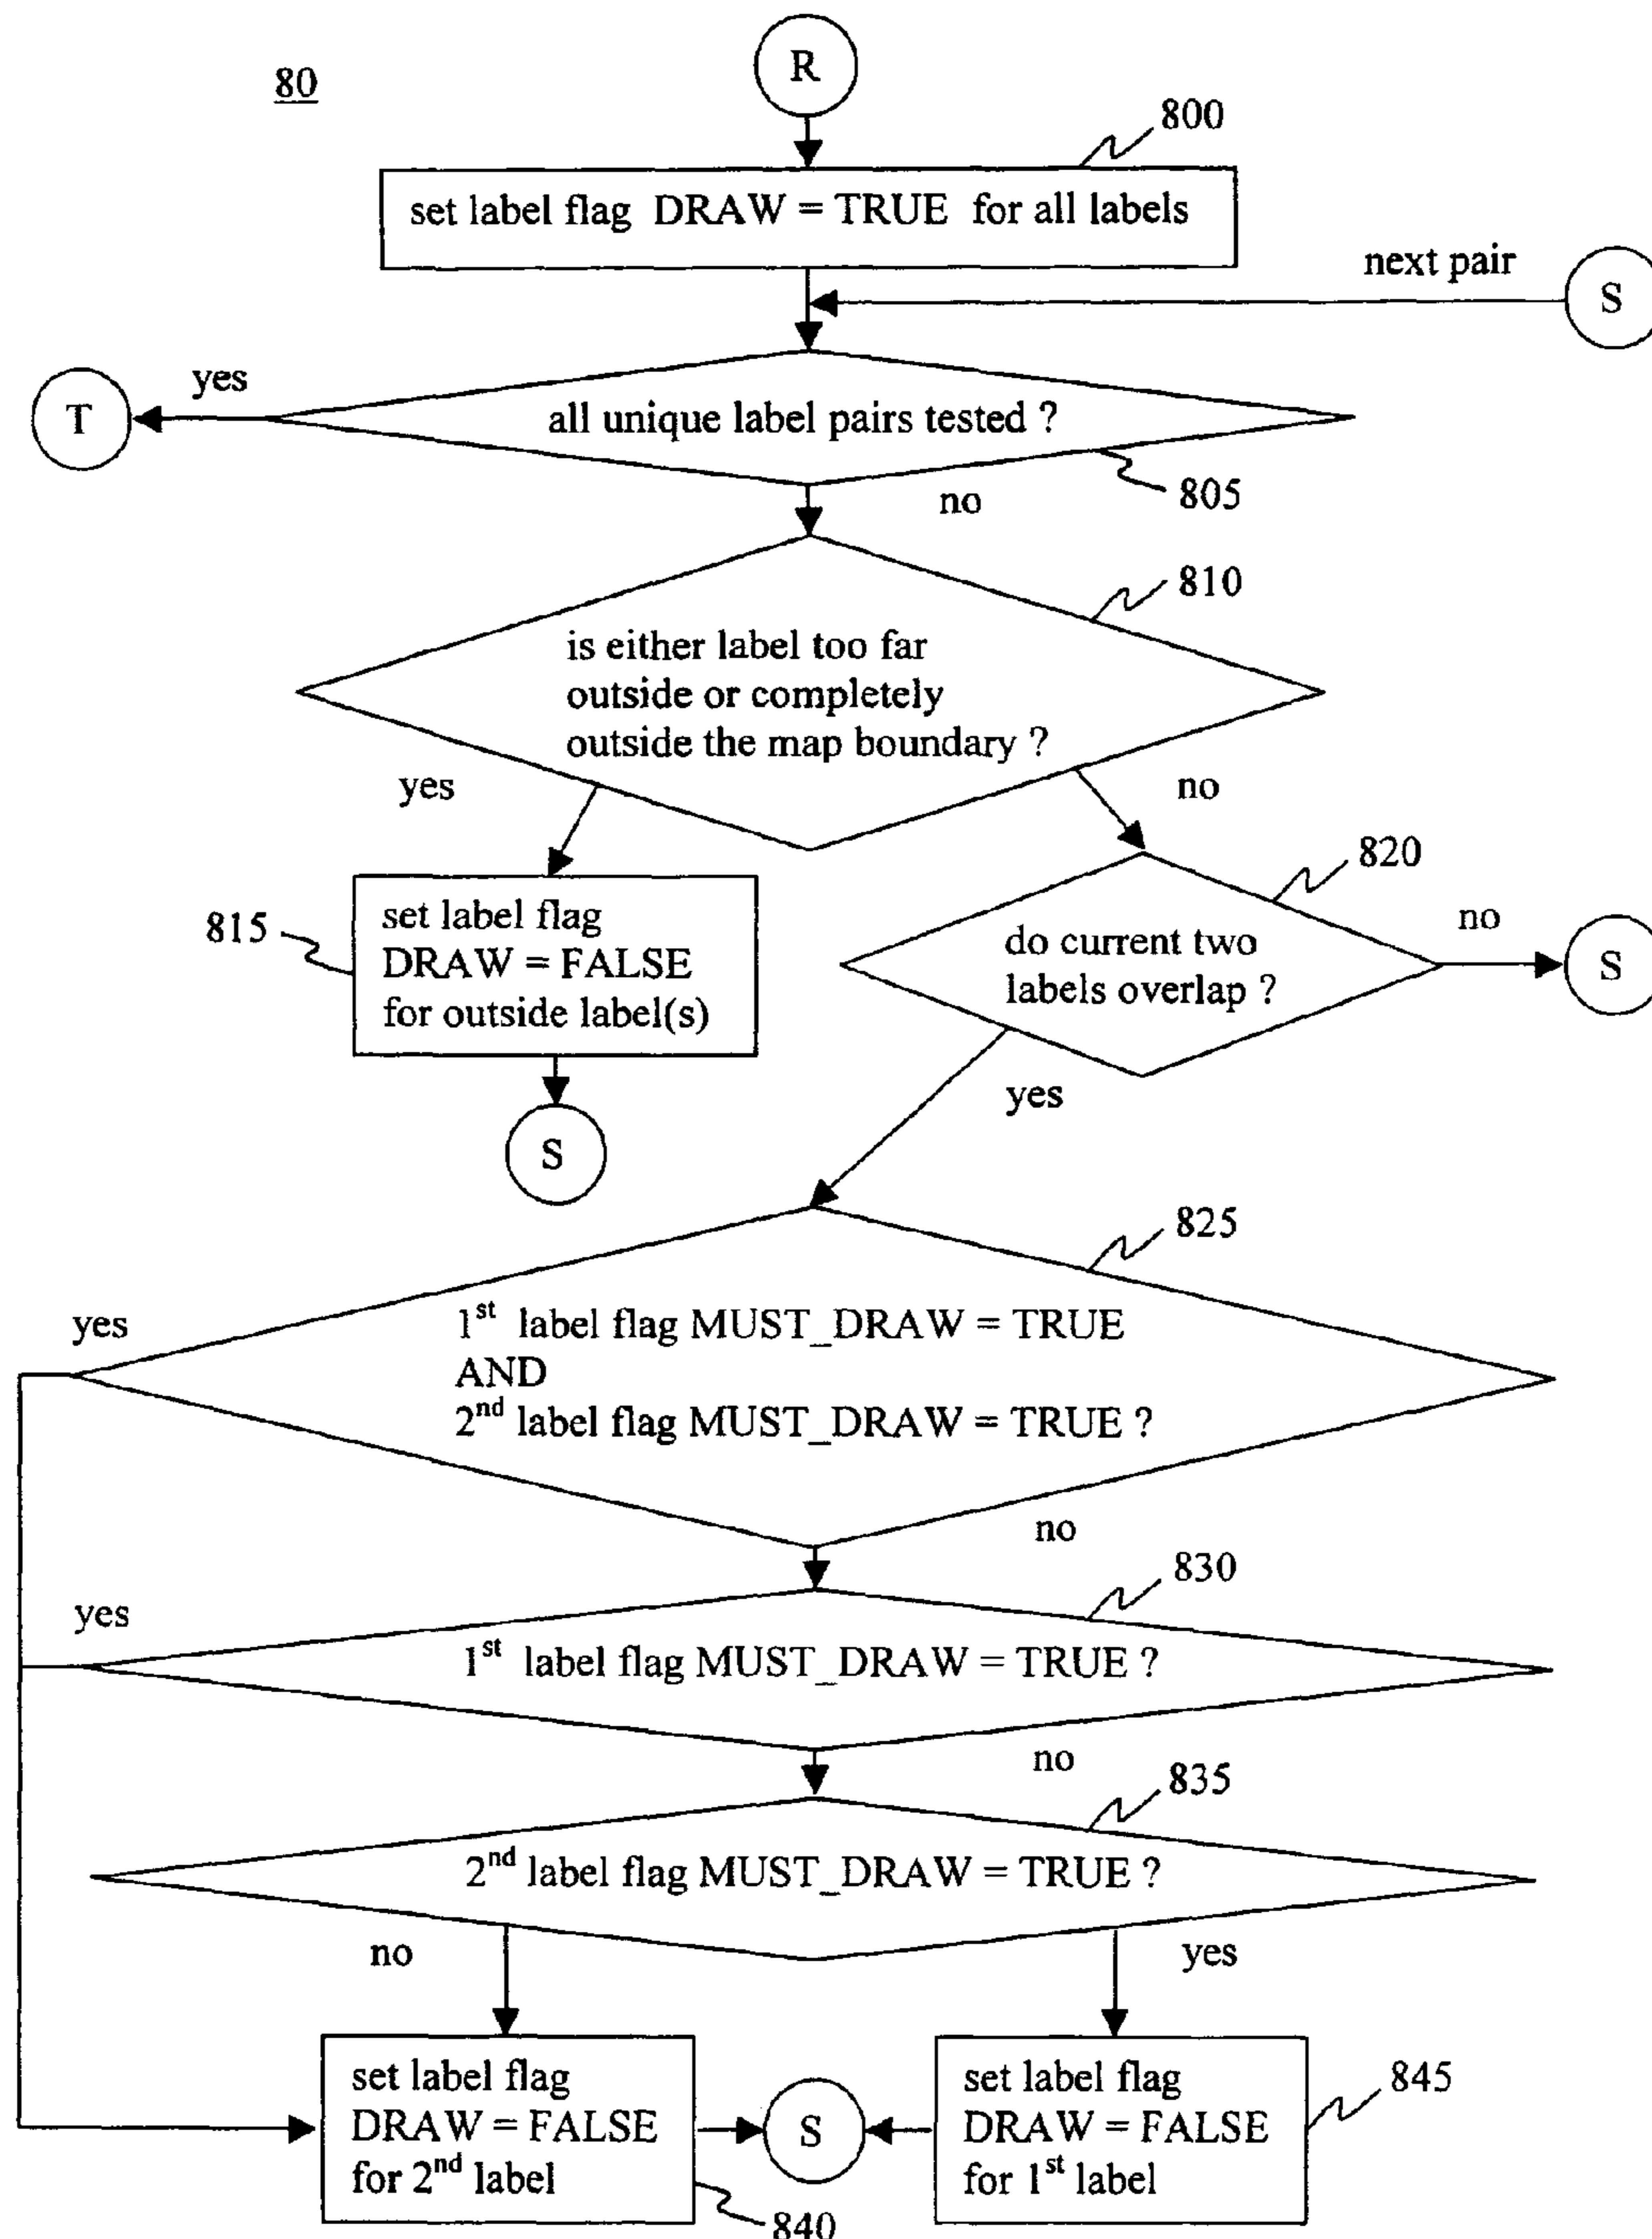 R
80
800
set label flag DRAW = TRUE for all labels
next pair
S
yes
T
all unique label pairs tested ?
805
no
810
is either label too far
outside or completely
outside the map boundary ?
yes
no
820
815
set label flag
DRAW = FALSE
for outside label(s)
do current two
labels overlap ?
no
S
yes
S
825
yes
1st label flag MUST_DRAW = TRUE
AND
2nd label flag MUST_DRAW = TRUE ?
no
830
yes
1st label flag MUST_DRAW = TRUE ?
no
835
2nd label flag MUST_DRAW = TRUE ?
no
yes
set label flag
DRAW = FALSE
for 2nd label
840
S
set label flag
DRAW = FALSE
for 1st label
845